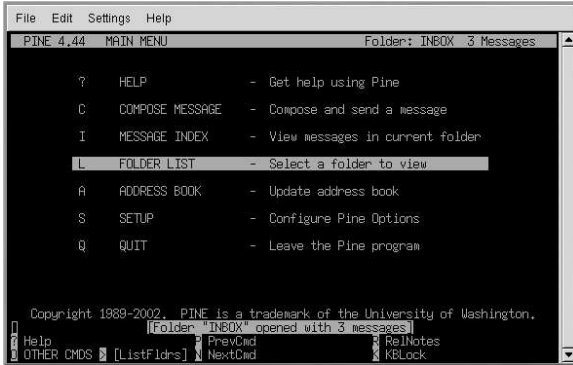 File Edit Settings Help
PINE 4.44 MAIN MENU Folder: INBOX 3 Messages
? HELP - Get help using Pine
C COMPOSE MESSAGE - Compose and send a message
I MESSAGE INDEX - View messages in current folder
L FOLDER LIST - Select a folder to view
A ADDRESS BOOK - Update address book
S SETUP - Configure Pine Options
Q QUIT - Leave the Pine program
Copyright 1989-2002. PINE is a trademark of the University of Washington.
[Folder "INBOX" opened with 3 messages]
? Help P PrevCmd R RelNotes
O OTHER CMDS > [ListFldrs] N NextCmd K KBLock